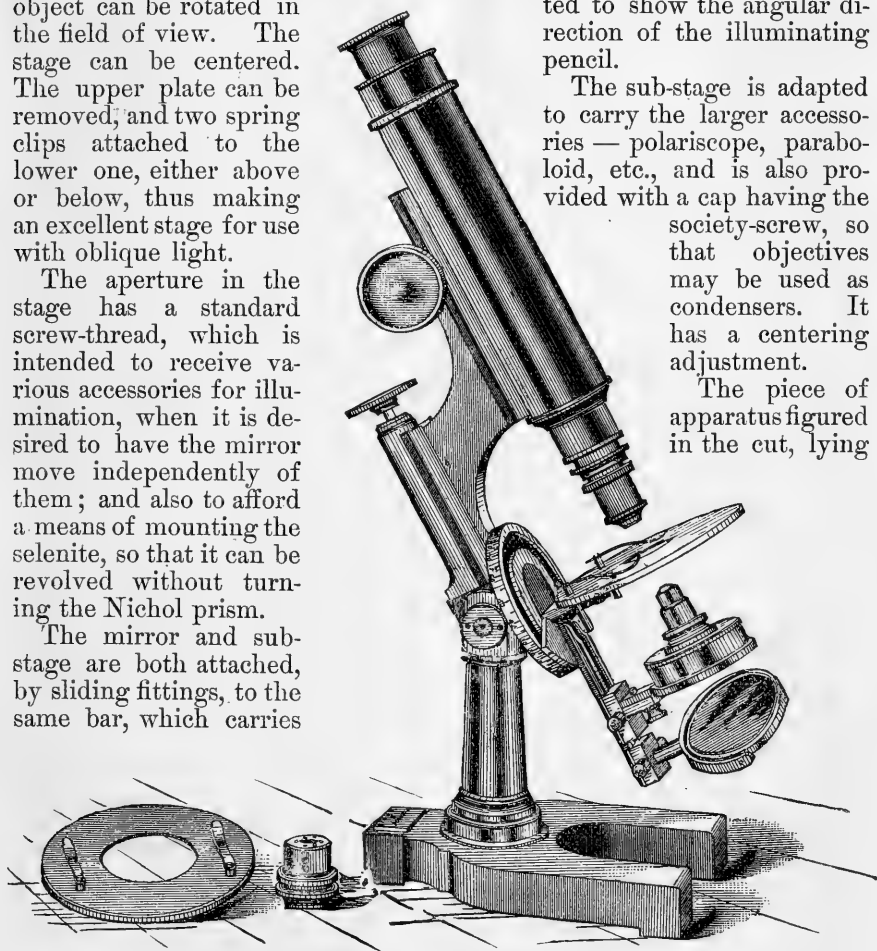 object can be rotated in
the field of view. The
stage can be centered.
The upper plate can be
removed, and two spring
clips attached to the
lower one, either above
or below, thus making
an excellent stage for use
with oblique light.
The aperture in the
stage has a standard
screw-thread, which is
intended to receive va-
rious accessories for illu-
mination, when it is de-
sired to have the mirror
move independently of
them; and also to afford
a means of mounting the
selenite, so that it can be
revolved without turn-
ing the Nichol prism.
The mirror and sub-
stage are both attached,
by sliding fittings, to the
same bar, which carries
ted to show the angular di-
rection of the illuminating
pencil.
The sub-stage is adapted
to carry the larger accesso-
ries — polariscope, parabo-
loid, etc., and is also pro-
vided with a cap having the
society-screw, so
that objectives
may be used as
condensers. It
has a centering
adjustment.
The piece of
apparatus figured
in the cut, lying